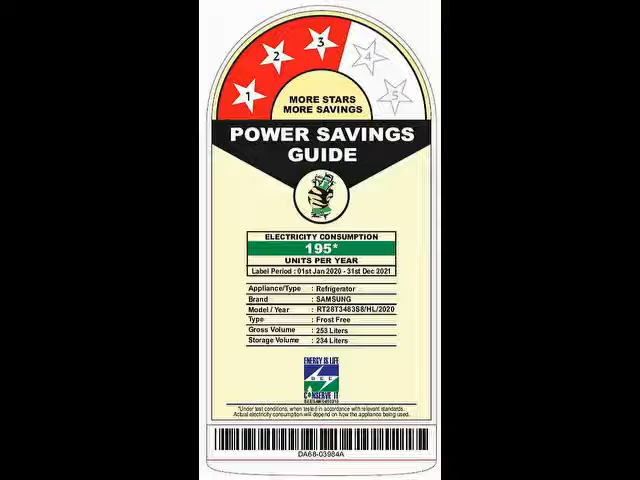 1 2 3 4 5
MORE STARS
MORE SAVINGS
POWER SAVINGS
GUIDE
ELECTRICITY CONSUMPTION
195*
UNITS PER YEAR
Label Period : 01st Jan 2020 - 31st Dec 2021
Appliance/Type : Refrigerator
Brand : SAMSUNG
Model / Year : RT28T3483S8/HL/2020
Type : Frost Free
Gross Volume : 253 Liters
Storage Volume : 234 Liters
ENERGY IS LIFE
BEE
CONSERVE IT
*Under test conditions, when tested in accordance with relevant standards.
Actual electricity consumption will depend on how the appliance being used.
DA68-03984A